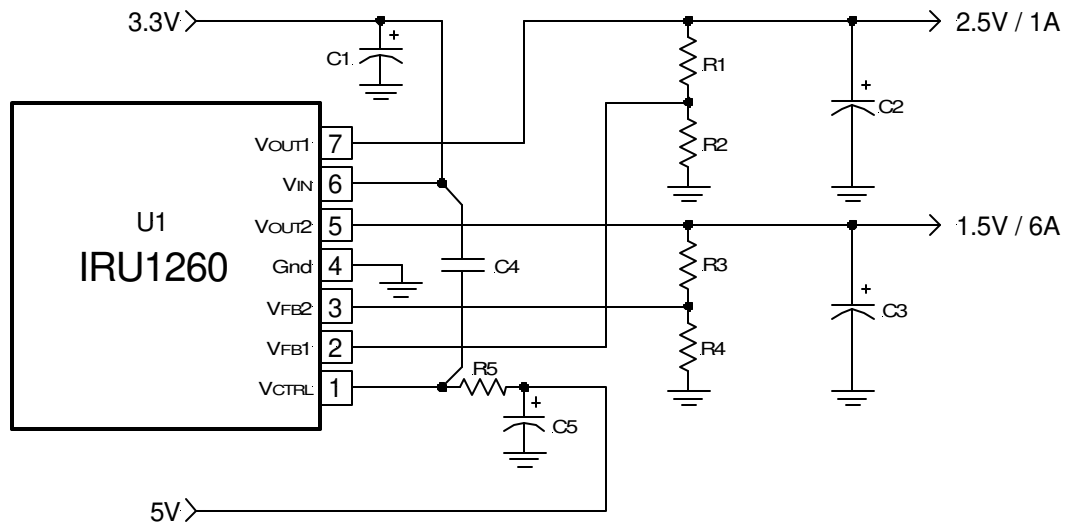 3.3V
2.5V / 1A
+
C1
R1
+
C2
VOUT1 7
R2
VIN 6
U1
VOUT2 5
1.5V / 6A
IRU1260
Gnd 4
C4
R3
+
VFB2 3
C3
VFB1 2
R4
R5
VCTRL 1
+
C5
5V